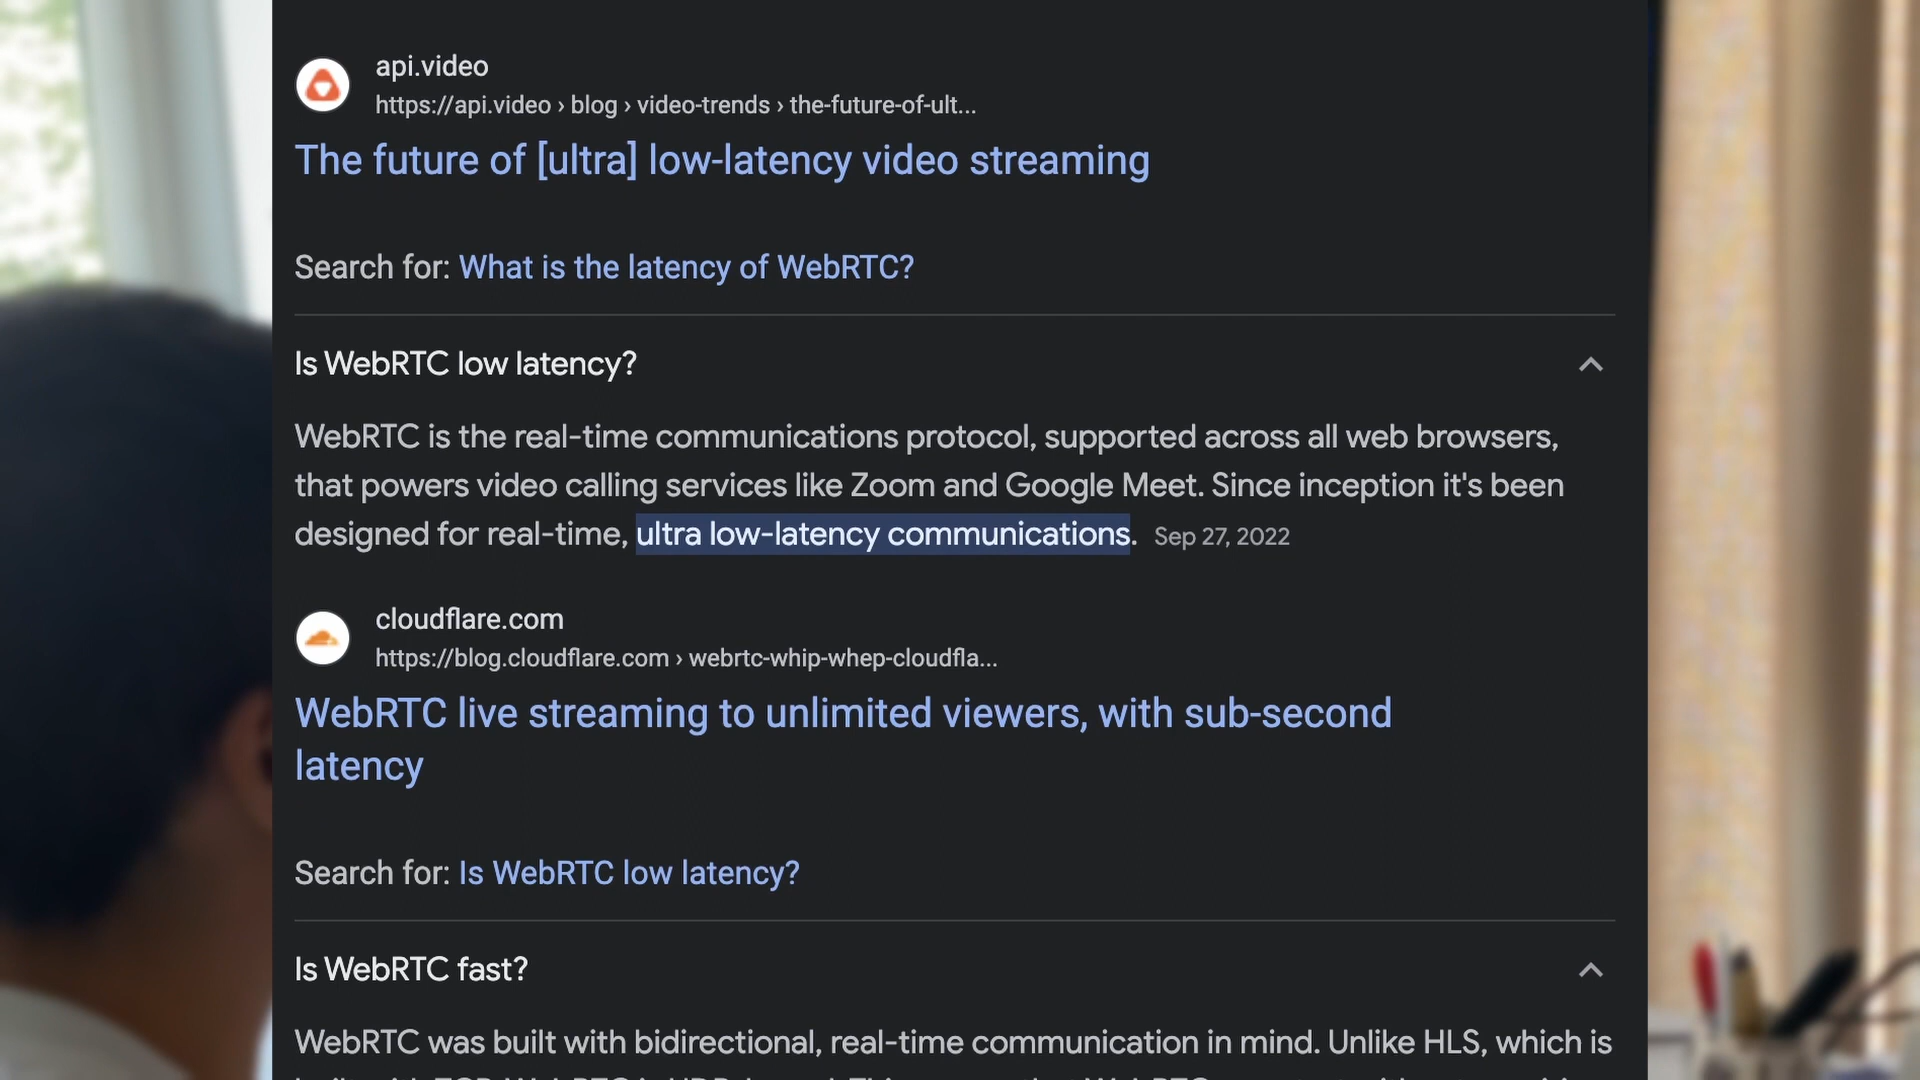 api.video
https://api.video › blog › video-trends › the-future-of-ult...
The future of [ultra] low-latency video streaming
Search for: What is the latency of WebRTC?
Is WebRTC low latency?
WebRTC is the real-time communications protocol, supported across all web browsers,
that powers video calling services like Zoom and Google Meet. Since inception it's been
designed for real-time, ultra low-latency communications. Sep 27, 2022
cloudflare.com
https://blog.cloudflare.com › webrtc-whip-whep-cloudfla...
WebRTC live streaming to unlimited viewers, with sub-second
latency
Search for: Is WebRTC low latency?
Is WebRTC fast?
WebRTC was built with bidirectional, real-time communication in mind. Unlike HLS, which is